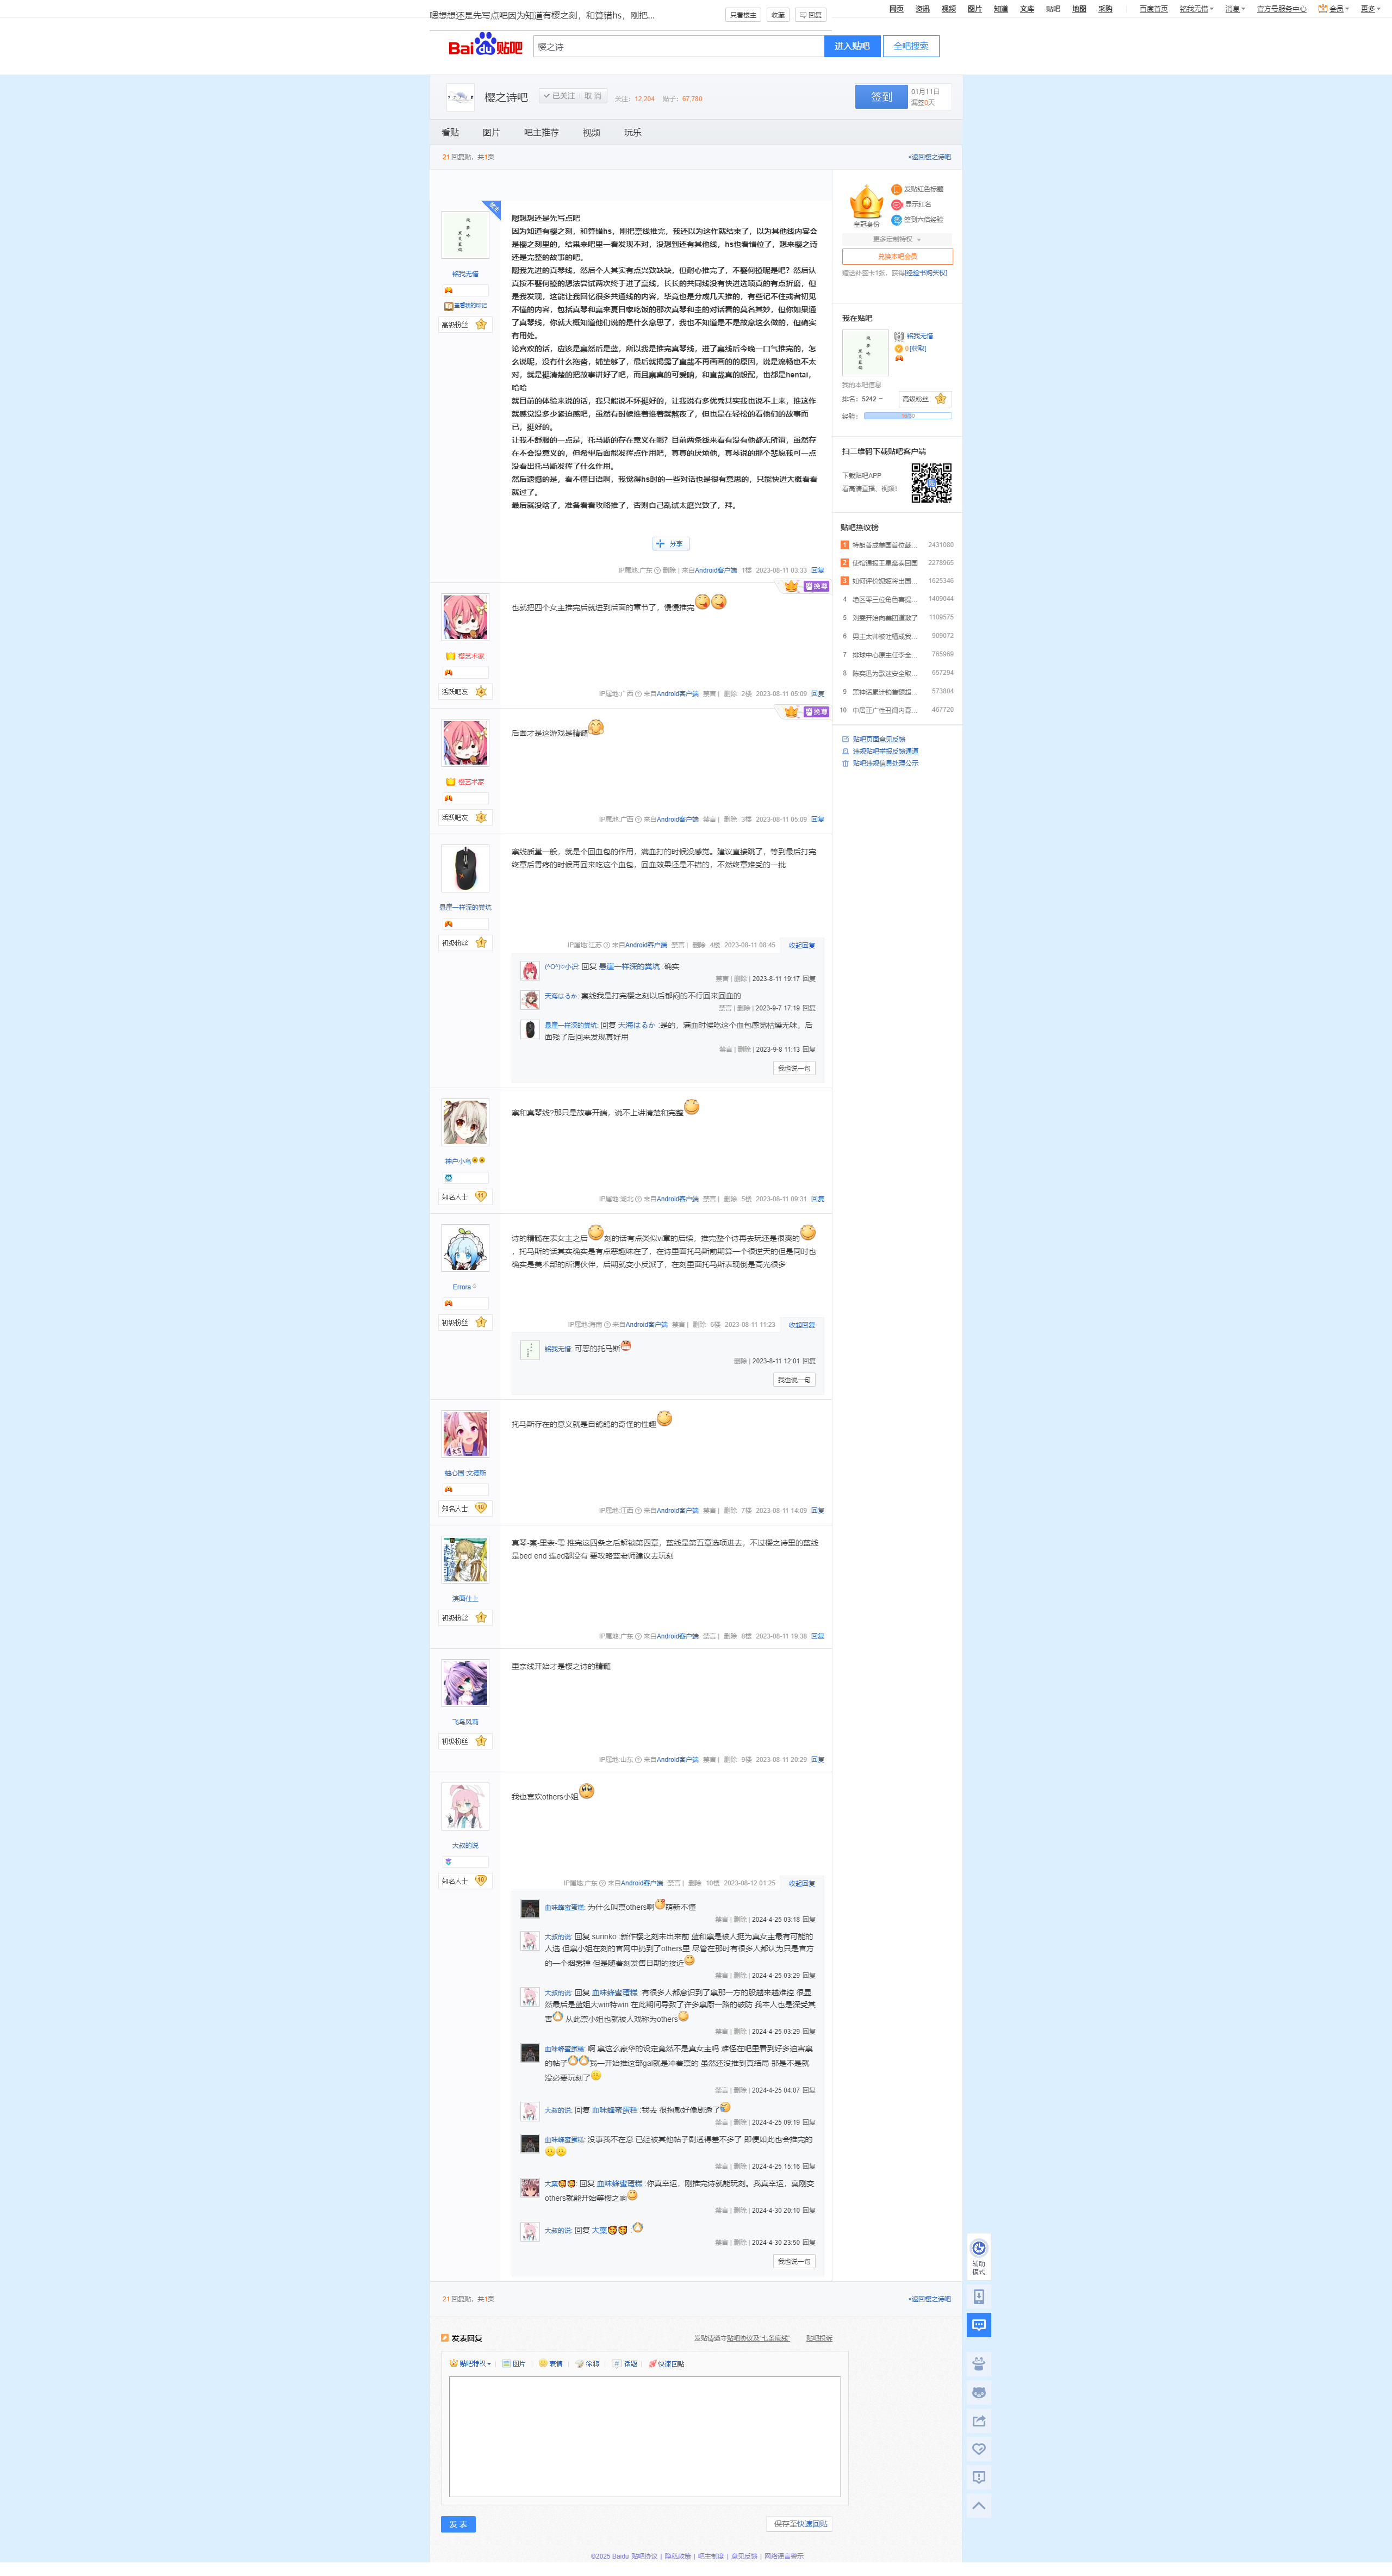 网页 资讯 视频 图片 知道 文库 贴吧 地图 采购 百度首页 铭我无惜 消息 官方号服务中心 会员 更多
嗯想想还是先写点吧因为知道有樱之刻，和算错hs，刚把... 只看楼主 收藏 回复
Bai du 贴吧 樱之诗 进入贴吧 全吧搜索
樱之诗吧 已关注 取消 关注：12,204 贴子：67,780 签到 01月11日
漏签0天
看贴 图片 吧主推荐 视频 玩乐
21回复贴，共1页 <返回樱之诗吧
楼主
嗯想想还是先写点吧
因为知道有樱之刻，和算错hs，刚把禀线推完，我还以为这作就结束了，以为其他线内容会
是樱之刻里的，结果来吧里一看发现不对，没想到还有其他线，hs也看错位了，想来樱之诗
还是完整的故事的吧。
嗯我先进的真琴线，然后个人其实有点兴致缺缺，但耐心推完了，不娶何撩呢是吧？然后认
真按不娶何撩的想法尝试两次终于进了禀线，长长的共同线没有快进选项真的有点折磨，但
是我发现，这能让我回忆很多共通线的内容，毕竟也是分成几天推的，有些记不住或者初见
不懂的内容，包括真琴和禀来夏目家吃饭的那次真琴和主的对话看的莫名其妙，但你如果通
了真琴线，你就大概知道他们说的是什么意思了，我也不知道是不是故意这么做的，但确实
有用处。
论喜欢的话，应该是禀然后是蓝，所以我是推完真琴线，进了禀线后今晚一口气推完的，怎
么说呢，没有什么拖沓，铺垫够了，最后就揭露了直哉不再画画的的原因，说是流畅也不太
对，就是挺清楚的把故事讲好了吧，而且禀真的可爱呐，和直哉真的般配，也都是hentai，
哈哈
就目前的体验来说的话，我只能说不坏挺好的，让我说有多优秀其实我也说不上来，推这作
就感觉没多少紧迫感吧，虽然有时候推着推着就熬夜了，但也是在轻松的看他们的故事而
已，挺好的。
让我不舒服的一点是，托马斯的存在意义在哪？目前两条线来看有没有他都无所谓，虽然存
在不会没意义的，但希望后面能发挥点作用吧，真真的厌烦他，真琴说的那个悲愿我可一点
没看出托马斯发挥了什么作用。
然后遗憾的是，看不懂日语啊，我觉得hs时的一些对话也是很有意思的，只能快进大概看看
就过了。
最后就没啥了，准备看看攻略推了，否则自己乱试太磨兴致了，拜。
铭我无惜
查看我的印记
高级粉丝 3
分享
IP属地:广东 删除 | 来自Android客户端 1楼 2023-08-11 03:33 回复
也就把四个女主推完后就进到后面的章节了，慢慢推完
樱艺术家
活跃吧友 4
IP属地:广西 来自Android客户端 禁言 | 删除 2楼 2023-08-11 05:09 回复
后面才是这游戏是精髓
樱艺术家
活跃吧友 4
IP属地:广西 来自Android客户端 禁言 | 删除 3楼 2023-08-11 05:09 回复
禀线质量一般，就是个回血包的作用，满血打的时候没感觉。建议直接跳了，等到最后打完
终章后胃疼的时候再回来吃这个血包，回血效果还是不错的，不然终章难受的一批
悬崖一样深的粪坑
初级粉丝 1
IP属地:江苏 来自Android客户端 禁言 | 删除 4楼 2023-08-11 08:45 收起回复
(^O^)○小识: 回复 悬崖一样深的粪坑 :确实
禁言 | 删除 | 2023-8-11 19:17 回复
天海はるか: 禀线我是打完樱之刻以后郁闷的不行回来回血的
禁言 | 删除 | 2023-9-7 17:19 回复
悬崖一样深的粪坑: 回复 天海はるか :是的，满血时候吃这个血包感觉枯燥无味，后
面残了后回来发现真好用
禁言 | 删除 | 2023-9-8 11:13 回复
我也说一句
禀和真琴线?那只是故事开端，说不上讲清楚和完整
神户小鸟
知名人士 11
IP属地:湖北 来自Android客户端 禁言 | 删除 5楼 2023-08-11 09:31 回复
诗的精髓在表女主之后 刻的话有点类似vi章的后续，推完整个诗再去玩还是很爽的
，托马斯的话其实确实是有点恶趣味在了，在诗里面托马斯前期算一个很逆天的但是同时也
确实是美术部的所谓伙伴，后期就变小反派了，在刻里面托马斯表现倒是高光很多
Errora
初级粉丝 1
IP属地:海南 来自Android客户端 禁言 | 删除 6楼 2023-08-11 11:23 收起回复
铭我无惜: 可恶的托马斯
删除 | 2023-8-11 12:01 回复
我也说一句
托马斯存在的意义就是目鸽鸽的奇怪的性趣
知名人士 10
IP属地:江西 来自Android客户端 禁言 | 删除 7楼 2023-08-11 14:09 回复
真琴-禀-里奈-雫 推完这四条之后解锁第四章，蓝线是第五章选项进去，不过樱之诗里的蓝线
是bed end 连ed都没有 要攻略蓝老师建议去玩刻
滨面仕上
初级粉丝 1
IP属地:广东 来自Android客户端 禁言 | 删除 8楼 2023-08-11 19:38 回复
里奈线开始才是樱之诗的精髓
飞鸟风莉
初级粉丝 1
IP属地:山东 来自Android客户端 禁言 | 删除 9楼 2023-08-11 20:29 回复
我也喜欢others小姐
大叔的说
知名人士 10
IP属地:广东 来自Android客户端 禁言 | 删除 10楼 2023-08-12 01:25 收起回复
血味蜂蜜蛋糕: 为什么叫禀others啊 萌新不懂
禁言 | 删除 | 2024-4-25 03:18 回复
大叔的说: 回复 surinko :新作樱之刻未出来前 蓝和禀是被人挺为真女主最有可能的
人选 但禀小姐在刻的官网中扔到了others里 尽管在那时有很多人都认为只是官方
的一个烟雾弹 但是随着刻发售日期的接近
禁言 | 删除 | 2024-4-25 03:29 回复
大叔的说: 回复 血味蜂蜜蛋糕 :有很多人都意识到了禀那一方的股越来越难控 很显
然最后是蓝姐大win特win 在此期间导致了许多禀厨一路的破防 我本人也是深受其
害 从此禀小姐也就被人戏称为others
禁言 | 删除 | 2024-4-25 03:29 回复
血味蜂蜜蛋糕: 啊 禀这么豪华的设定竟然不是真女主吗 难怪在吧里看到好多迫害禀
的帖子 我一开始推这部gal就是冲着禀的 虽然还没推到真结局 那是不是就
没必要玩刻了
禁言 | 删除 | 2024-4-25 04:07 回复
大叔的说: 回复 血味蜂蜜蛋糕 :我去 很抱歉好像剧透了
禁言 | 删除 | 2024-4-25 09:19 回复
血味蜂蜜蛋糕: 没事我不在意 已经被其他帖子剧透得差不多了 即便如此也会推完的
禁言 | 删除 | 2024-4-25 15:16 回复
大禀 : 回复 血味蜂蜜蛋糕 :你真幸运，刚推完诗就能玩刻。我真幸运，禀刚变
others就能开始等樱之响
禁言 | 删除 | 2024-4-30 20:10 回复
大叔的说: 回复 大禀 :
禁言 | 删除 | 2024-4-30 23:50 回复
我也说一句
21回复贴，共1页 <返回樱之诗吧
皇冠身份
发贴红色标题
显示红名
签到六倍经验
更多定制特权
兑换本吧会员
赠送补签卡1张，获得[经验书购买权]
我在贴吧
铭我无惜
0[获取]
我的本吧信息
排名：5242 高级粉丝 3
经验：
扫二维码下载贴吧客户端
下载贴吧APP
看高清直播、视频！
贴吧热议榜
1 特朗普成美国首位戴... 2431080
2 使馆通报王星离泰回国 2278965
3 如何评价妮姬将出国... 1625346
4 绝区零三位角色喜提... 1409044
5 刘雯开始向美团道歉了 1109575
6 男主太帅被吐槽成我... 909072
7 排球中心原主任李全... 765969
8 陈奕迅为歌迷安全取... 657294
9 黑神话累计销售额超... 573804
10 中居正广性丑闻内幕... 467720
贴吧页面意见反馈
违规贴吧举报反馈通道
贴吧违规信息处理公示
发表回复 发贴请遵守贴吧协议及“七条底线” 贴吧投诉
贴吧特权 图片 表情 涂鸦 话题 快速回贴
发 表 保存至快速回贴
辅助
模式
©2025 Baidu 贴吧协议 | 隐私政策 | 吧主制度 | 意见反馈 | 网络谣言警示